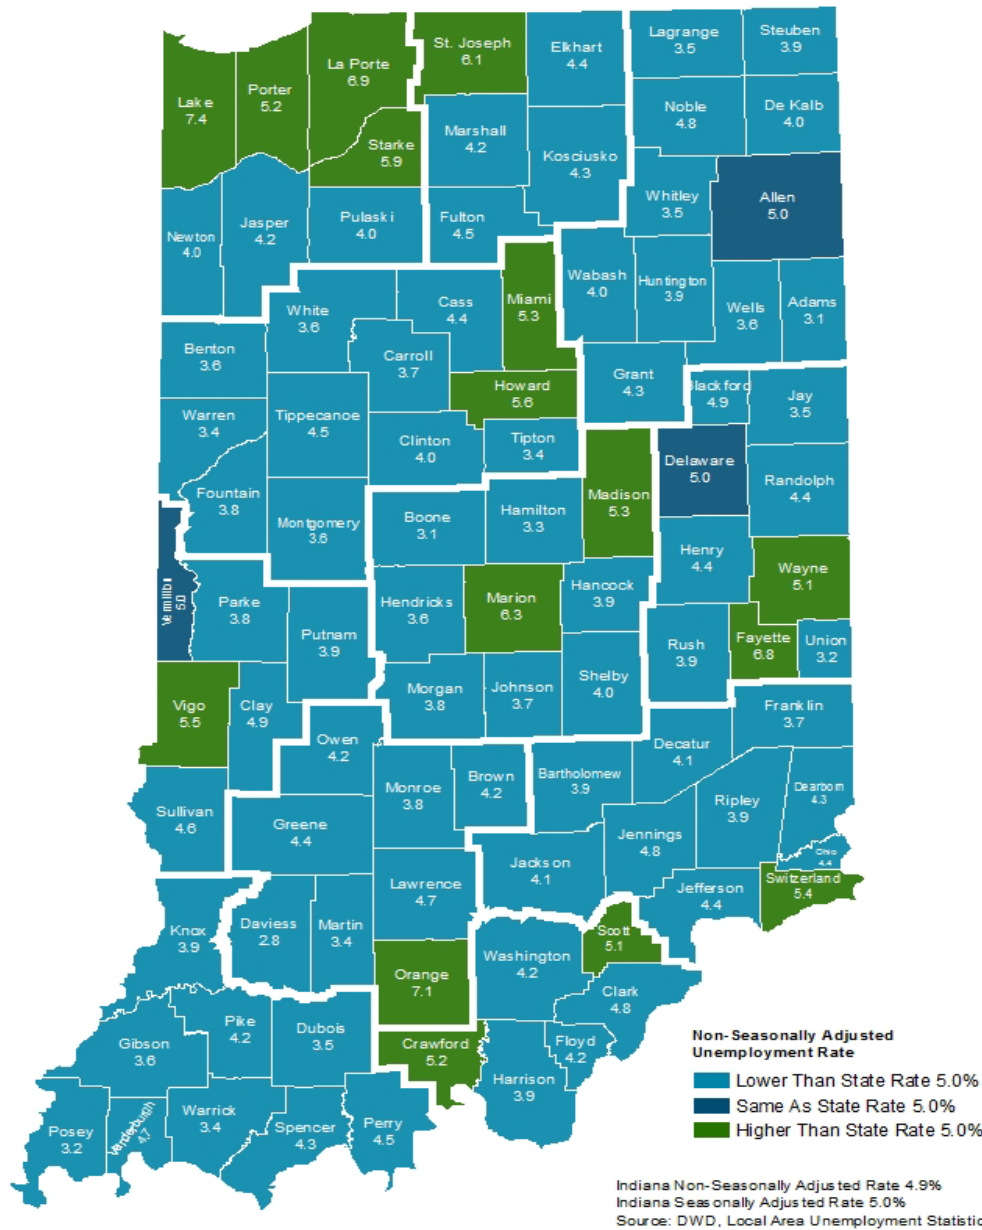 Lake
7.4
Porter
5.2
La Porte
6.9
St. Joseph
6.1
Elkhart
4.4
Lagrange
3.5
Steuben
3.9
Starke
5.9
Marshall
4.2
Kosciusko
4.3
Noble
4.8
De Kalb
4.0
Newton
4.0
Jasper
4.2
Pulaski
4.0
Fulton
4.5
Whitley
3.5
Allen
5.0
White
3.6
Cass
4.4
Miami
5.3
Wabash
4.0
Huntington
3.9
Wells
3.6
Adams
3.1
Benton
3.6
Carroll
3.7
Howard
5.6
Grant
4.3
Blackford
4.9
Jay
3.5
Warren
3.4
Tippecanoe
4.5
Clinton
4.0
Tipton
3.4
Madison
5.3
Delaware
5.0
Randolph
4.4
Fountain
3.8
Montgomery
3.6
Boone
3.1
Hamilton
3.3
Henry
4.4
Wayne
5.1
Vermillion
5.0
Parke
3.8
Putnam
3.9
Hendricks
3.6
Marion
6.3
Hancock
3.9
Rush
3.9
Fayette
6.8
Union
3.2
Vigo
5.5
Clay
4.9
Morgan
3.8
Johnson
3.7
Shelby
4.0
Franklin
3.7
Owen
4.2
Decatur
4.1
Sullivan
4.6
Greene
4.4
Monroe
3.8
Brown
4.2
Bartholomew
3.9
Jennings
4.8
Ripley
3.9
Dearborn
4.3
Ohio
4.4
Jackson
4.1
Jefferson
4.4
Switzerland
5.4
Knox
3.9
Daviess
2.8
Martin
3.4
Lawrence
4.7
Orange
7.1
Washington
4.2
Scott
5.1
Clark
4.8
Gibson
3.6
Pike
4.2
Dubois
3.5
Crawford
5.2
Harrison
3.9
Floyd
4.2
Posey
3.2
Vanderburgh
4.7
Warrick
3.4
Spencer
4.3
Perry
4.5
Non-Seasonally Adjusted
Unemployment Rate
Lower Than State Rate 5.0%
Same As State Rate 5.0%
Higher Than State Rate 5.0%
Indiana Non-Seasonally Adjusted Rate 4.9%
Indiana Seasonally Adjusted Rate 5.0%
Source: DWD, Local Area Unemployment Statistic